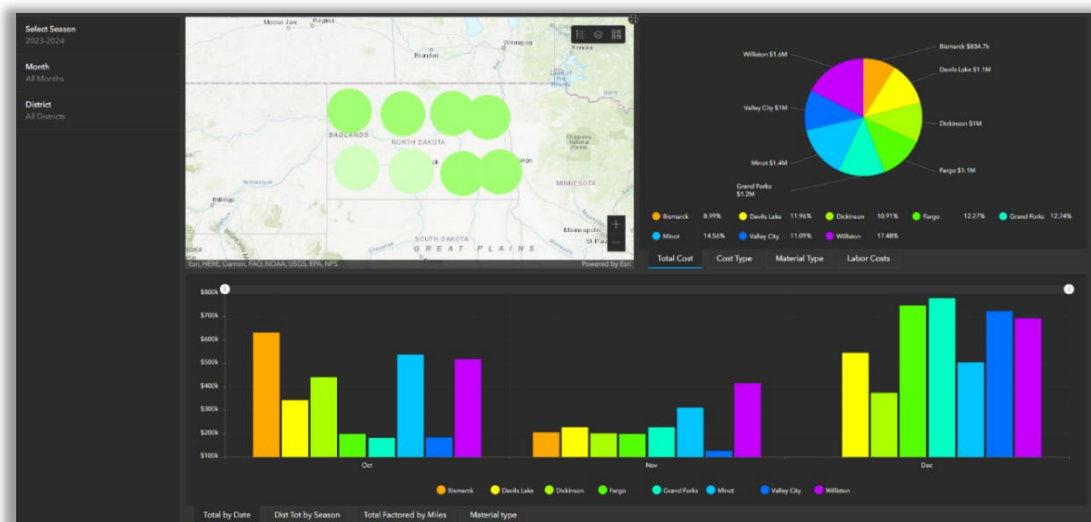 Select Season
2023-2024
Month
All Months
District
All Districts
Moose Jaw
Regina
Winnipeg
Brandon
Kenora
Lake of the Woods
BADLANDS
NORTH DAKOTA
MINNESOTA
Billings
Minneapolis
SOUTH DAKOTA
GREAT PLAINS
Esri, HERE, Garmin, FAO, NOAA, USGS, EPA, NPS
Powered by Esri
+
−
Williston $1.6M
Bismarck $834.7k
Devils Lake $1.1M
Valley City $1M
Dickinson $1M
Minot $1.4M
Fargo $1.1M
Grand Forks
$1.2M
Bismarck 8.99% Devils Lake 11.96% Dickinson 10.91% Fargo 12.27% Grand Forks 12.74%
Minot 14.56% Valley City 11.09% Williston 17.48%
Total Cost Cost Type Material Type Labor Costs
$800k
$700k
$600k
$500k
$400k
$300k
$200k
$100k
Oct Nov Dec
Bismarck Devils Lake Dickinson Fargo Grand Forks Minot Valley City Williston
Total by Date Dist Tot by Season Total Factored by Miles Material type